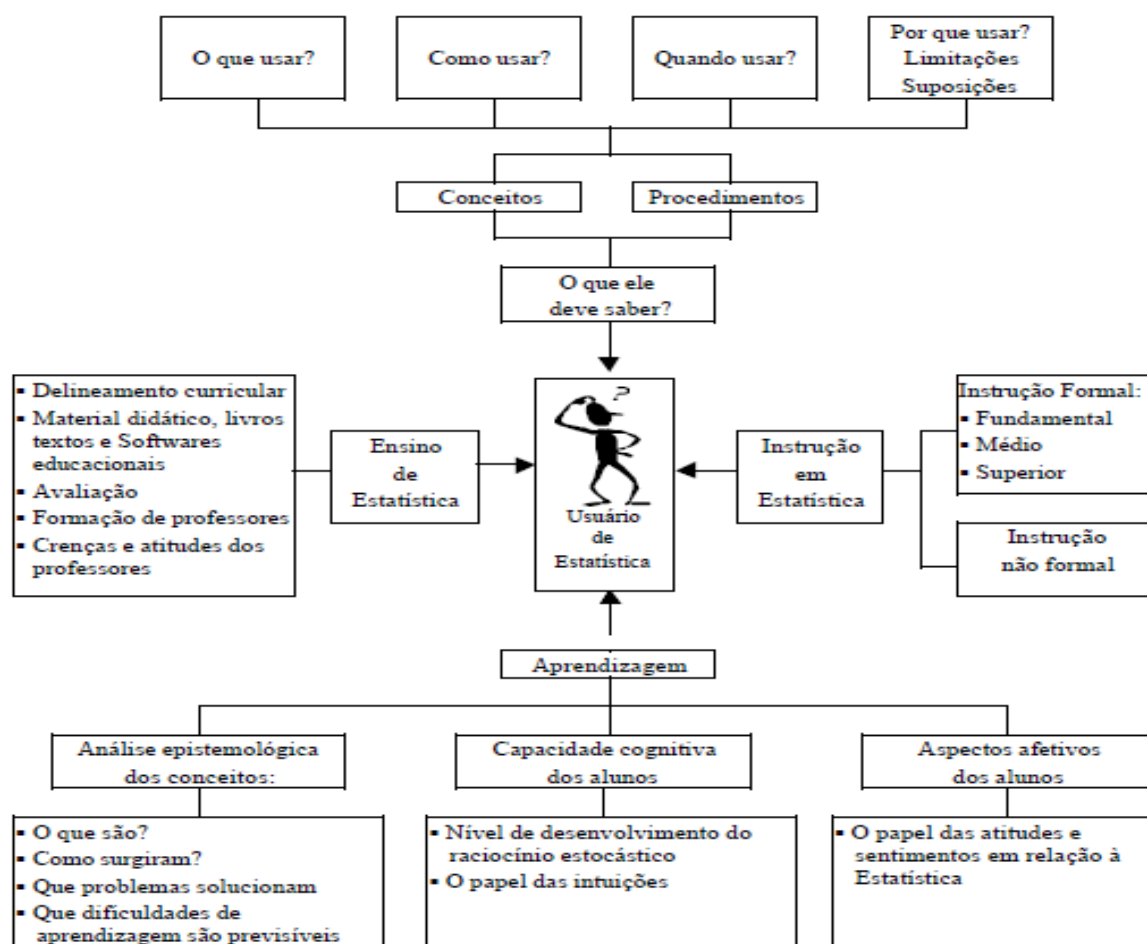 O que usar?
Como usar?
Quando usar?
Por que usar?
Limitações
Suposições
Conceitos
Procedimentos
O que ele
deve saber?
▪ Delineamento curricular
▪ Material didático, livros
textos e Softwares
educacionais
▪ Avaliação
▪ Formação de professores
▪ Crenças e atitudes dos
professores
Ensino
de
Estatística
?
Usuário
de
Estatística
Instrução
em
Estatística
Instrução Formal:
▪ Fundamental
▪ Médio
▪ Superior
Instrução
não formal
Aprendizagem
Análise epistemológica
dos conceitos:
▪ O que são?
▪ Como surgiram?
▪ Que problemas solucionam
▪ Que dificuldades de
aprendizagem são previsíveis
Capacidade cognitiva
dos alunos
▪ Nível de desenvolvimento do
raciocínio estocástico
▪ O papel das intuições
Aspectos afetivos
dos alunos
▪ O papel das atitudes e
sentimentos em relação à
Estatística